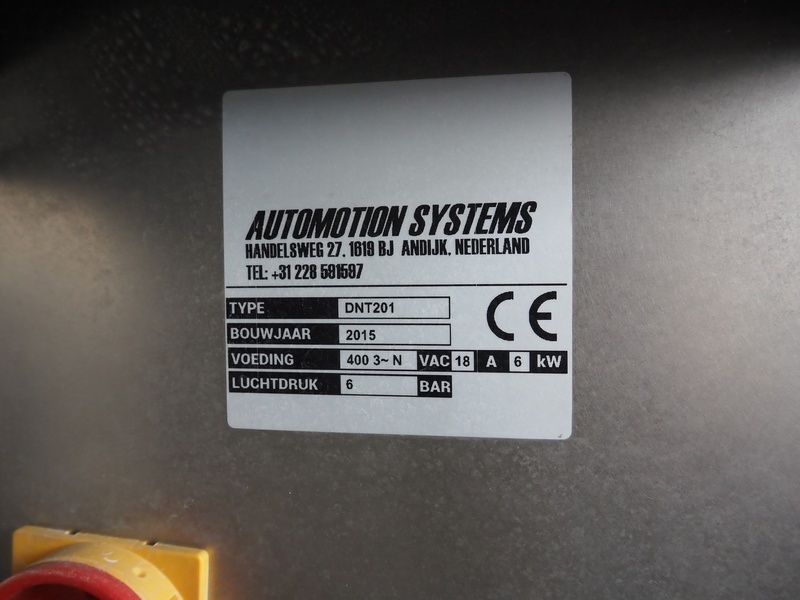 AUTOMOTION SYSTEMS
HANDELSWEG 27, 1619 BJ ANDIJK, NEDERLAND
TEL: +31 228 591597
TYPE DNT201
CE
BOUWJAAR 2015
VOEDING 400 3~ N VAC 18 A 6 kW
LUCHTDRUK 6 BAR